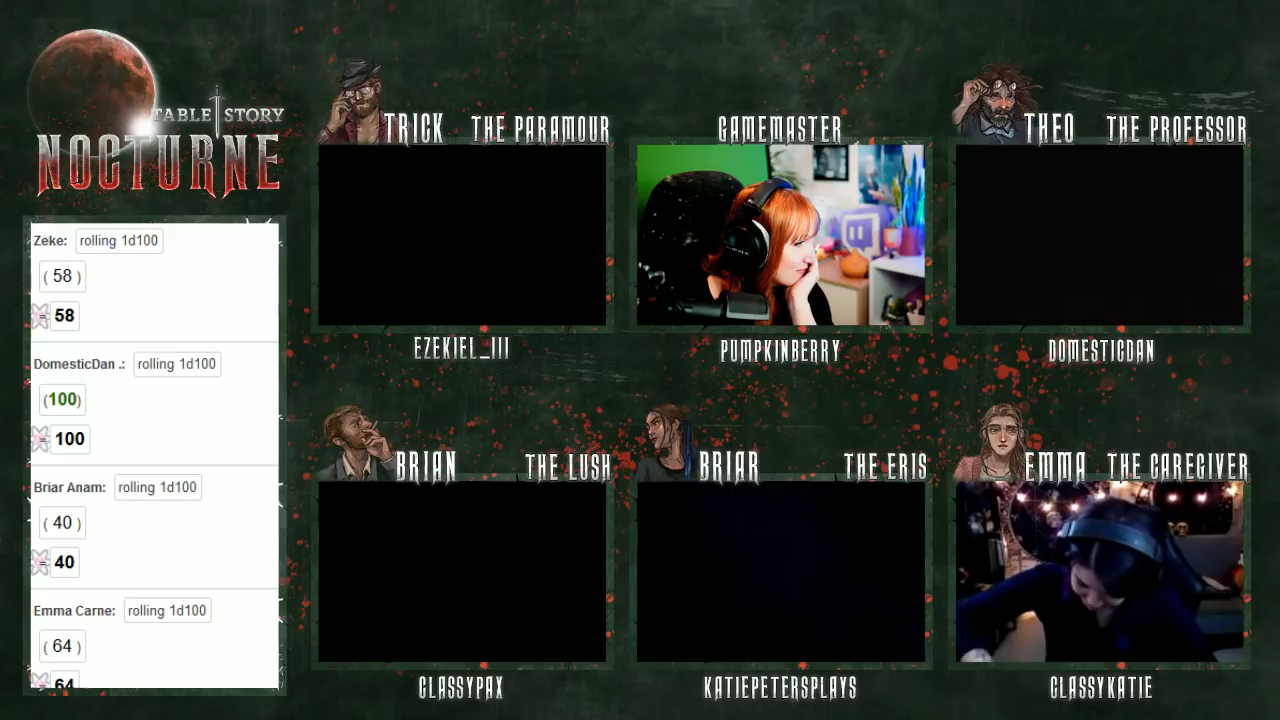 TABLE STORY
NOCTURNE
Zeke: rolling 1d100
( 58 )
= 58
DomesticDan .: rolling 1d100
(100)
= 100
Briar Anam: rolling 1d100
( 40 )
= 40
Emma Carne: rolling 1d100
( 64 )
= 64
TRICK THE PARAMOUR
EZEKIEL_III
GAMEMASTER
PUMPKINBERRY
THEO THE PROFESSOR
DOMESTICDAN
BRIAN THE LUSH
CLASSYPAX
BRIAR THE ERIS
KATIEPETERSPLAYS
EMMA THE CAREGIVER
CLASSYKATIE